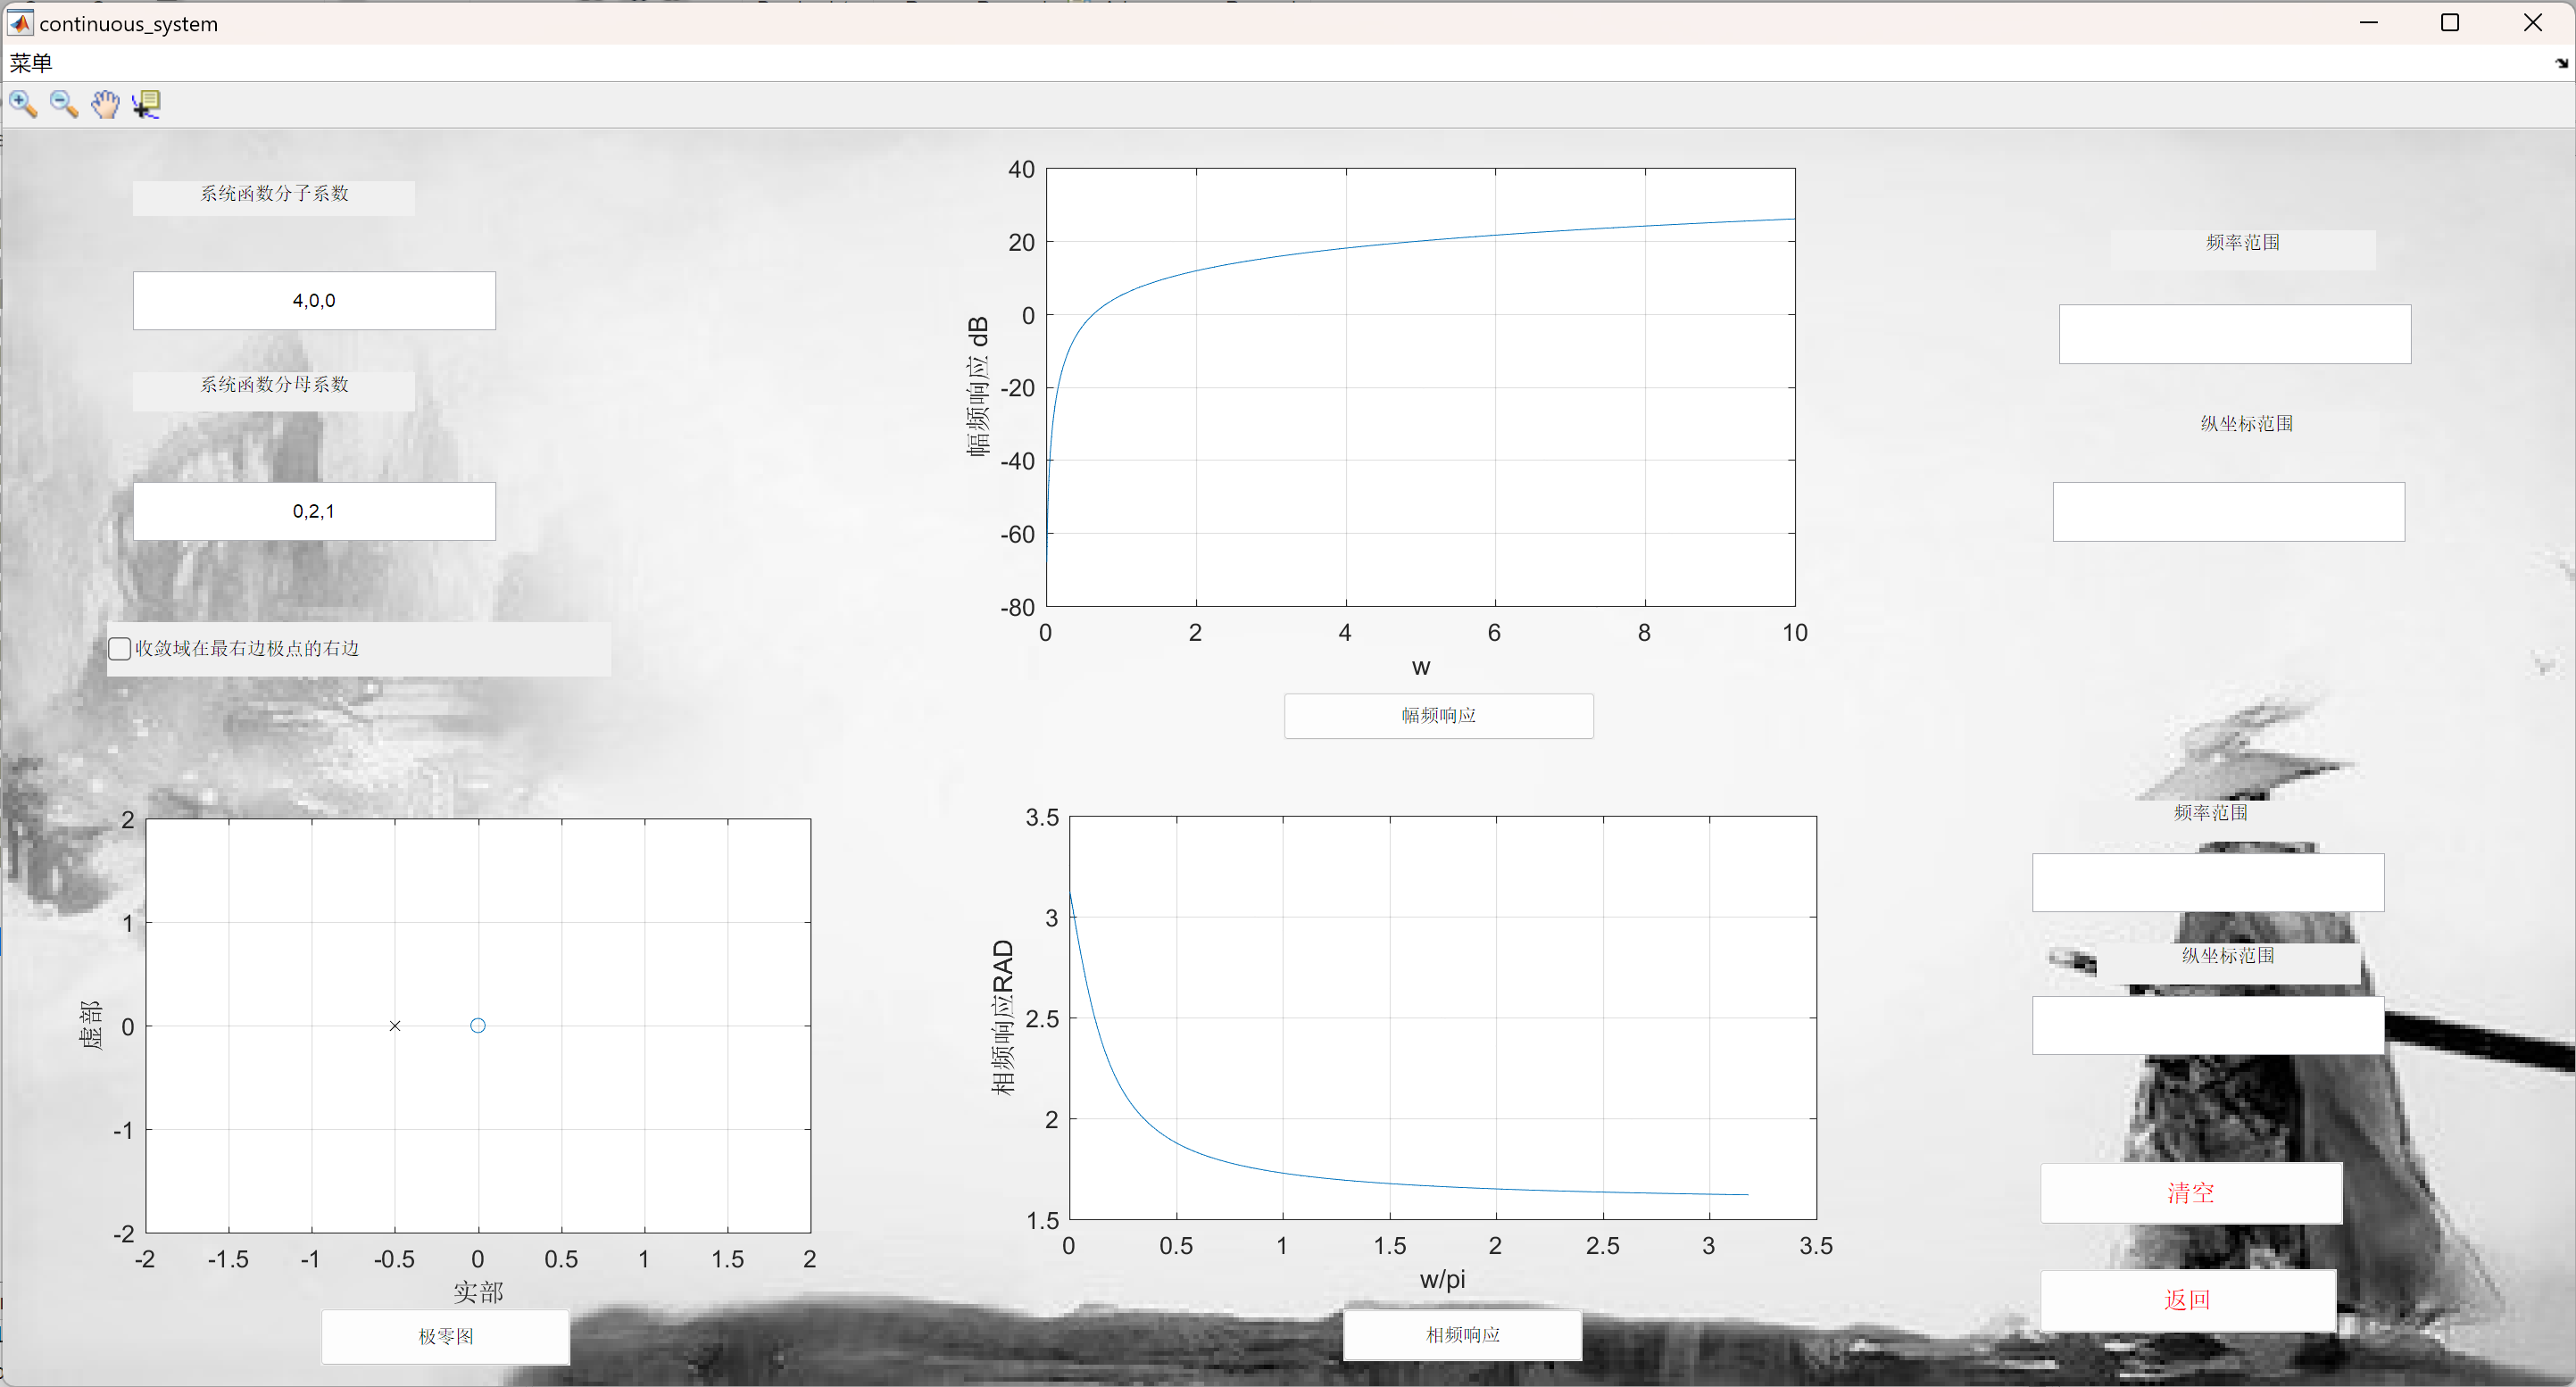 continuous_system
菜单
系统函数分子系数
4,0,0
系统函数分母系数
0,2,1
收敛域在最右边极点的右边
2
1
0
-1
-2
虚部
-2 -1.5 -1 -0.5 0 0.5 1 1.5 2
实部
极零图
40
20
0
-20
-40
-60
-80
幅频响应 dB
0 2 4 6 8 10
w
幅频响应
3.5
3
2.5
2
1.5
相频响应RAD
0 0.5 1 1.5 2 2.5 3 3.5
w/pi
相频响应
频率范围
纵坐标范围
频率范围
纵坐标范围
清空
返回